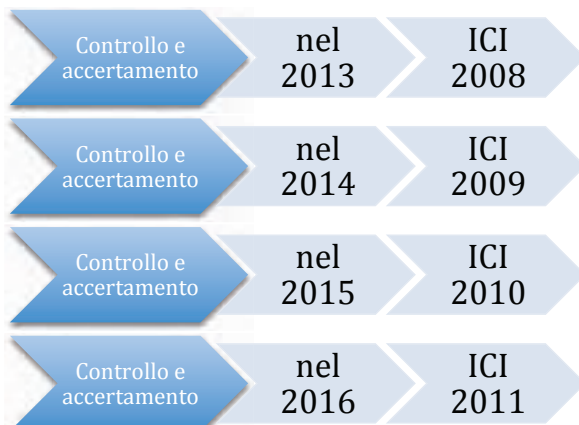 Controllo e
accertamento
nel
2013
ICI
2008
Controllo e
accertamento
nel
2014
ICI
2009
Controllo e
accertamento
nel
2015
ICI
2010
Controllo e
accertamento
nel
2016
ICI
2011